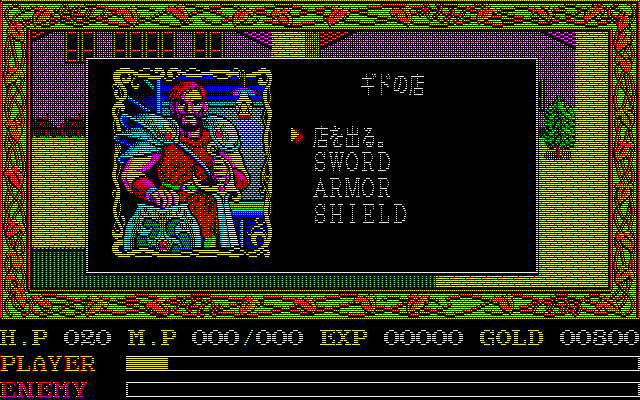 ギドの店
店を出る。
SWORD
ARMOR
SHIELD
H.P 020 M.P 000/000 EXP 00000 GOLD 00800
PLAYER
ENEMY